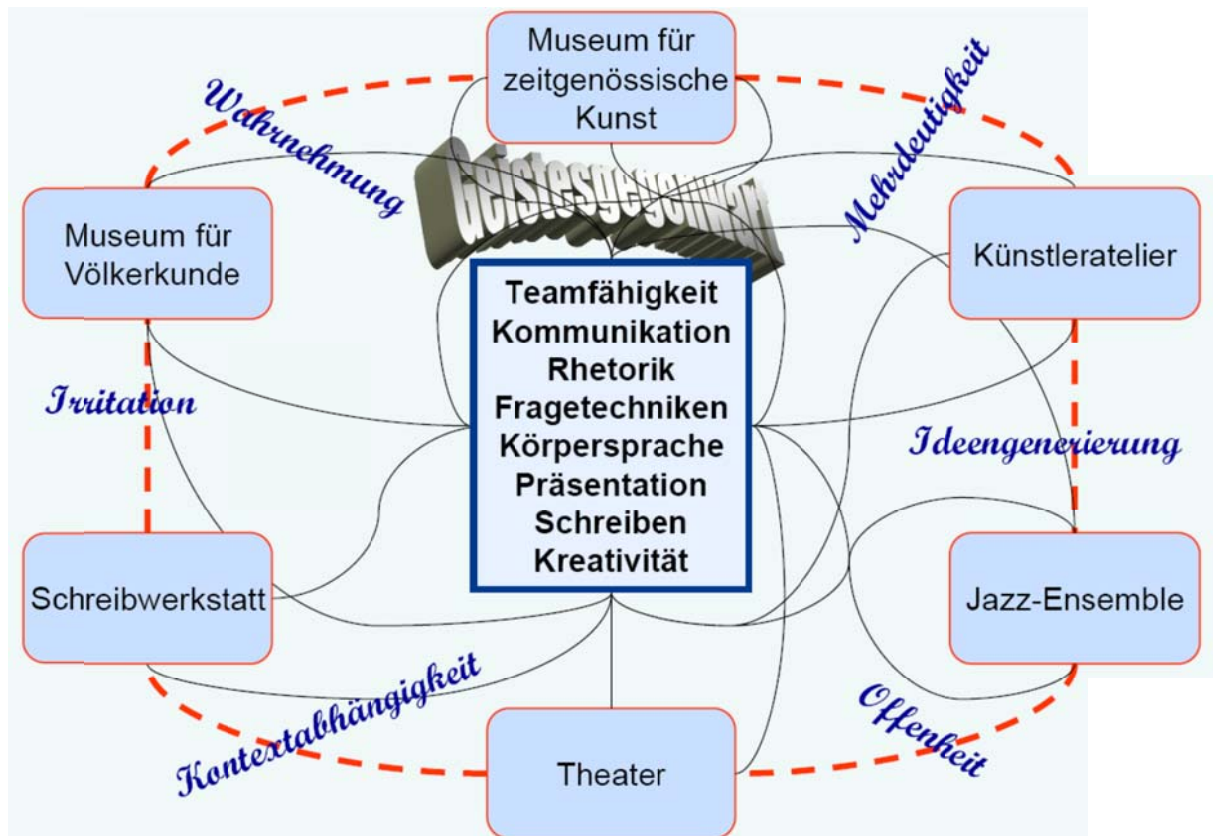 Museum für
zeitgenössische
Kunst
Wahrnehmung
Mehrdeutigkeit
Geistesgegenwart
Museum für
Völkerkunde
Künstleratelier
Teamfähigkeit
Kommunikation
Rhetorik
Fragetechniken
Körpersprache
Präsentation
Schreiben
Kreativität
Irritation
Ideengenerierung
Schreibwerkstatt
Jazz-Ensemble
Kontextabhängigkeit
Offenheit
Theater